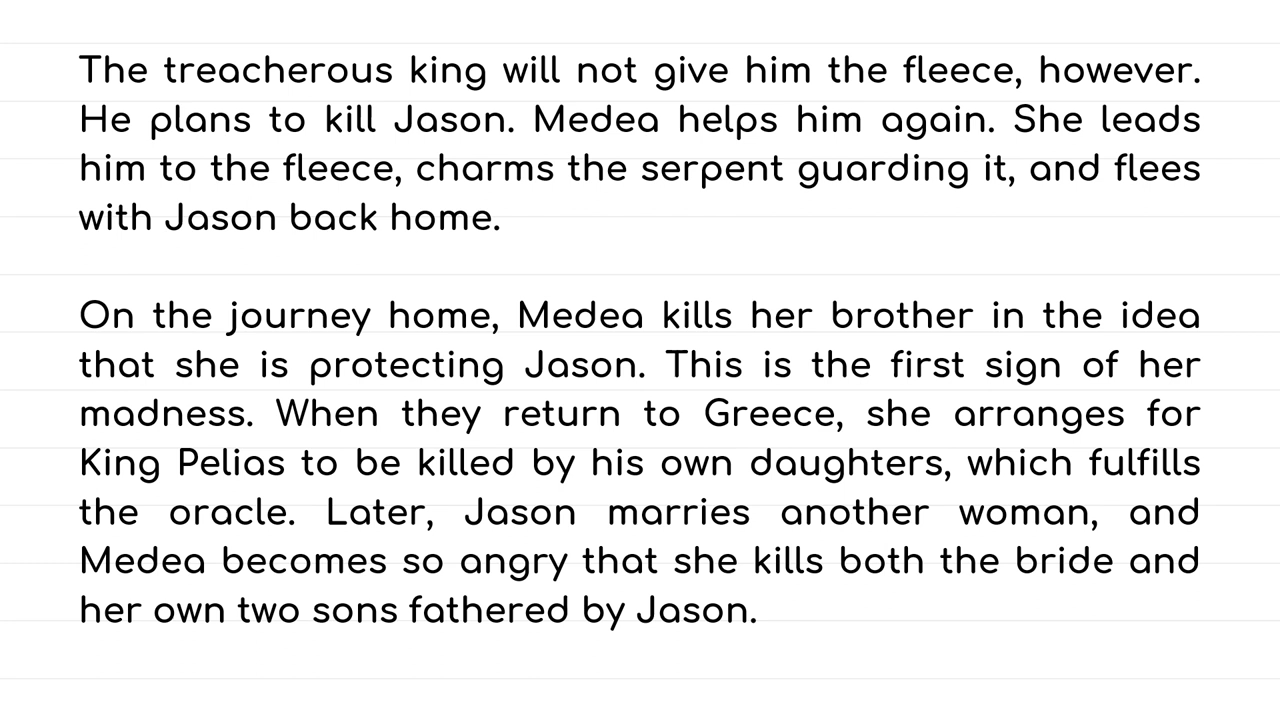 The treacherous king will not give him the fleece, however.
He plans to kill Jason. Medea helps him again. She leads
him to the fleece, charms the serpent guarding it, and flees
with Jason back home.
On the journey home, Medea kills her brother in the idea
that she is protecting Jason. This is the first sign of her
madness. When they return to Greece, she arranges for
King Pelias to be killed by his own daughters, which fulfills
the oracle. Later, Jason marries another woman, and
Medea becomes so angry that she kills both the bride and
her own two sons fathered by Jason.